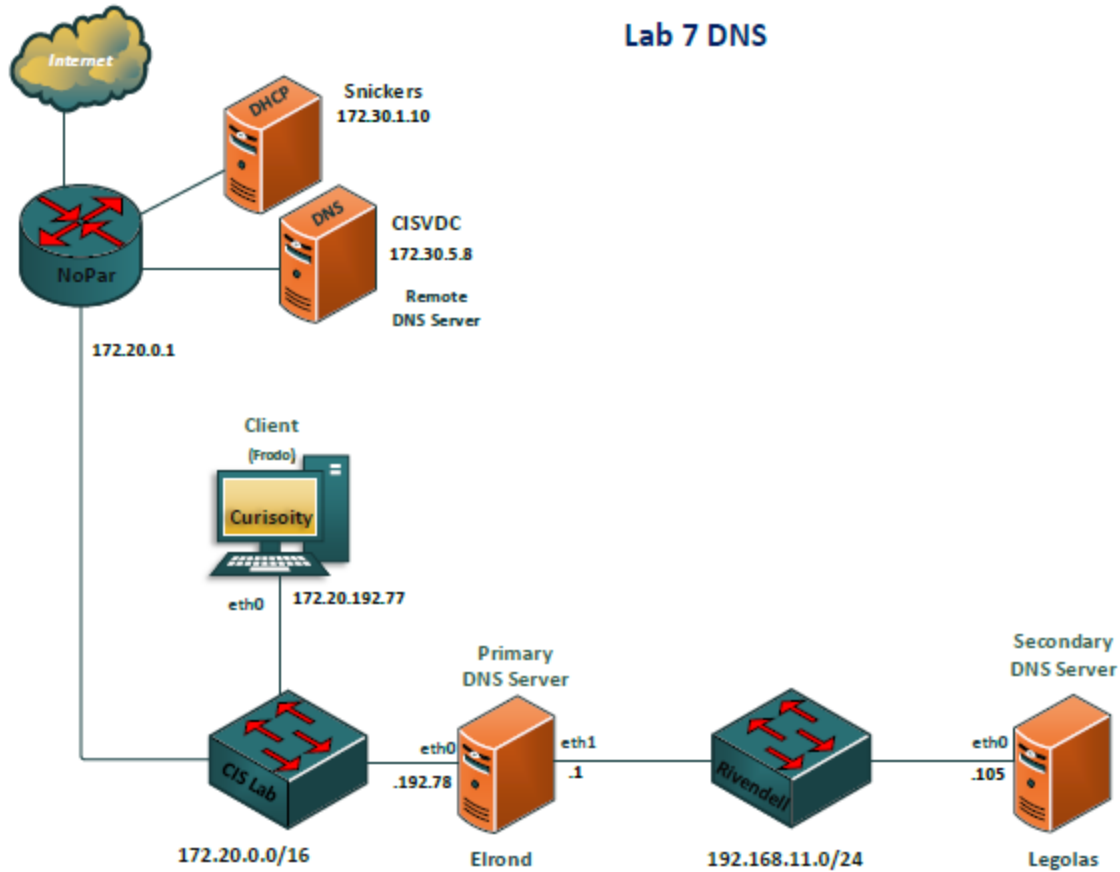 Lab 7 DNS
Internet
DHCP
Snickers
172.30.1.10
DNS
CISVDC
172.30.5.8
Remote
DNS Server
NoPar
172.20.0.1
Client
(Frodo)
Curisoity
eth0
172.20.192.77
Primary
DNS Server
Secondary
DNS Server
CIS Lab
eth0
.192.78
eth1
.1
Rivendell
eth0
.105
172.20.0.0/16
Elrond
192.168.11.0/24
Legolas